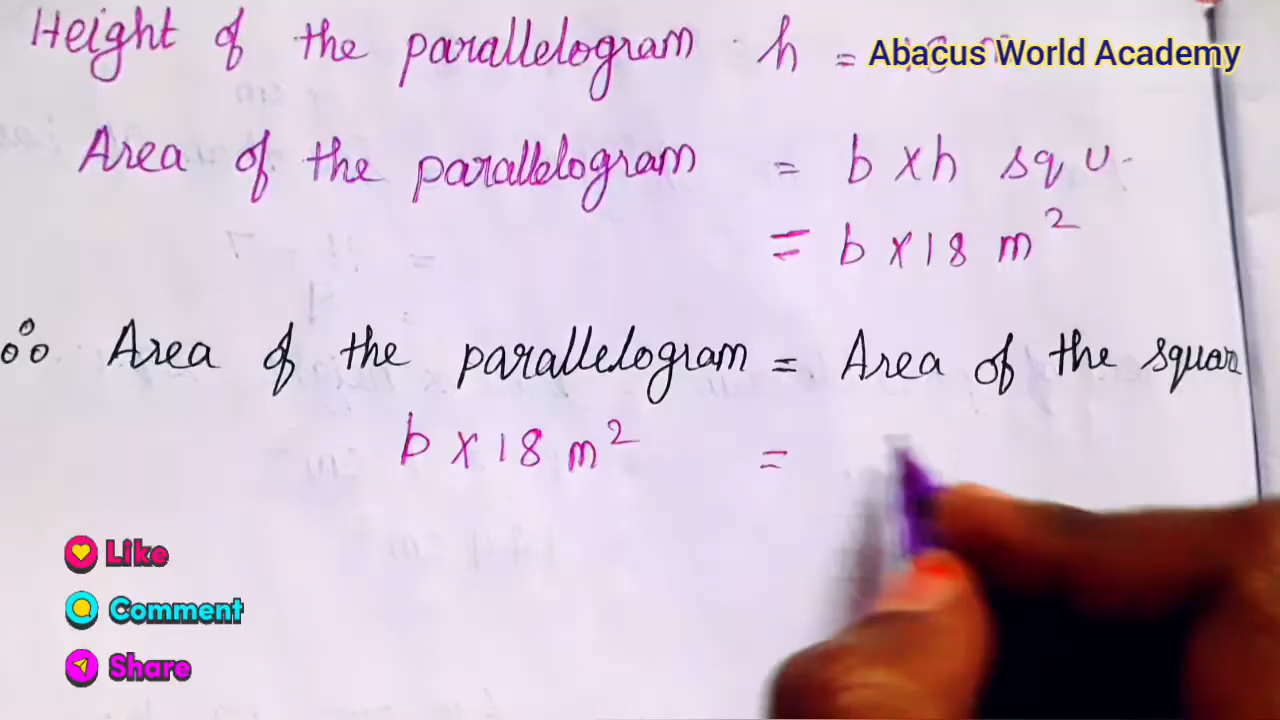 Height of the parallelogram h =
Abacus World Academy
Area of the parallelogram = b x h sq u.
= b x 18 m²
∴ Area of the parallelogram = Area of the square
b x 18 m² =
Like
Comment
Share